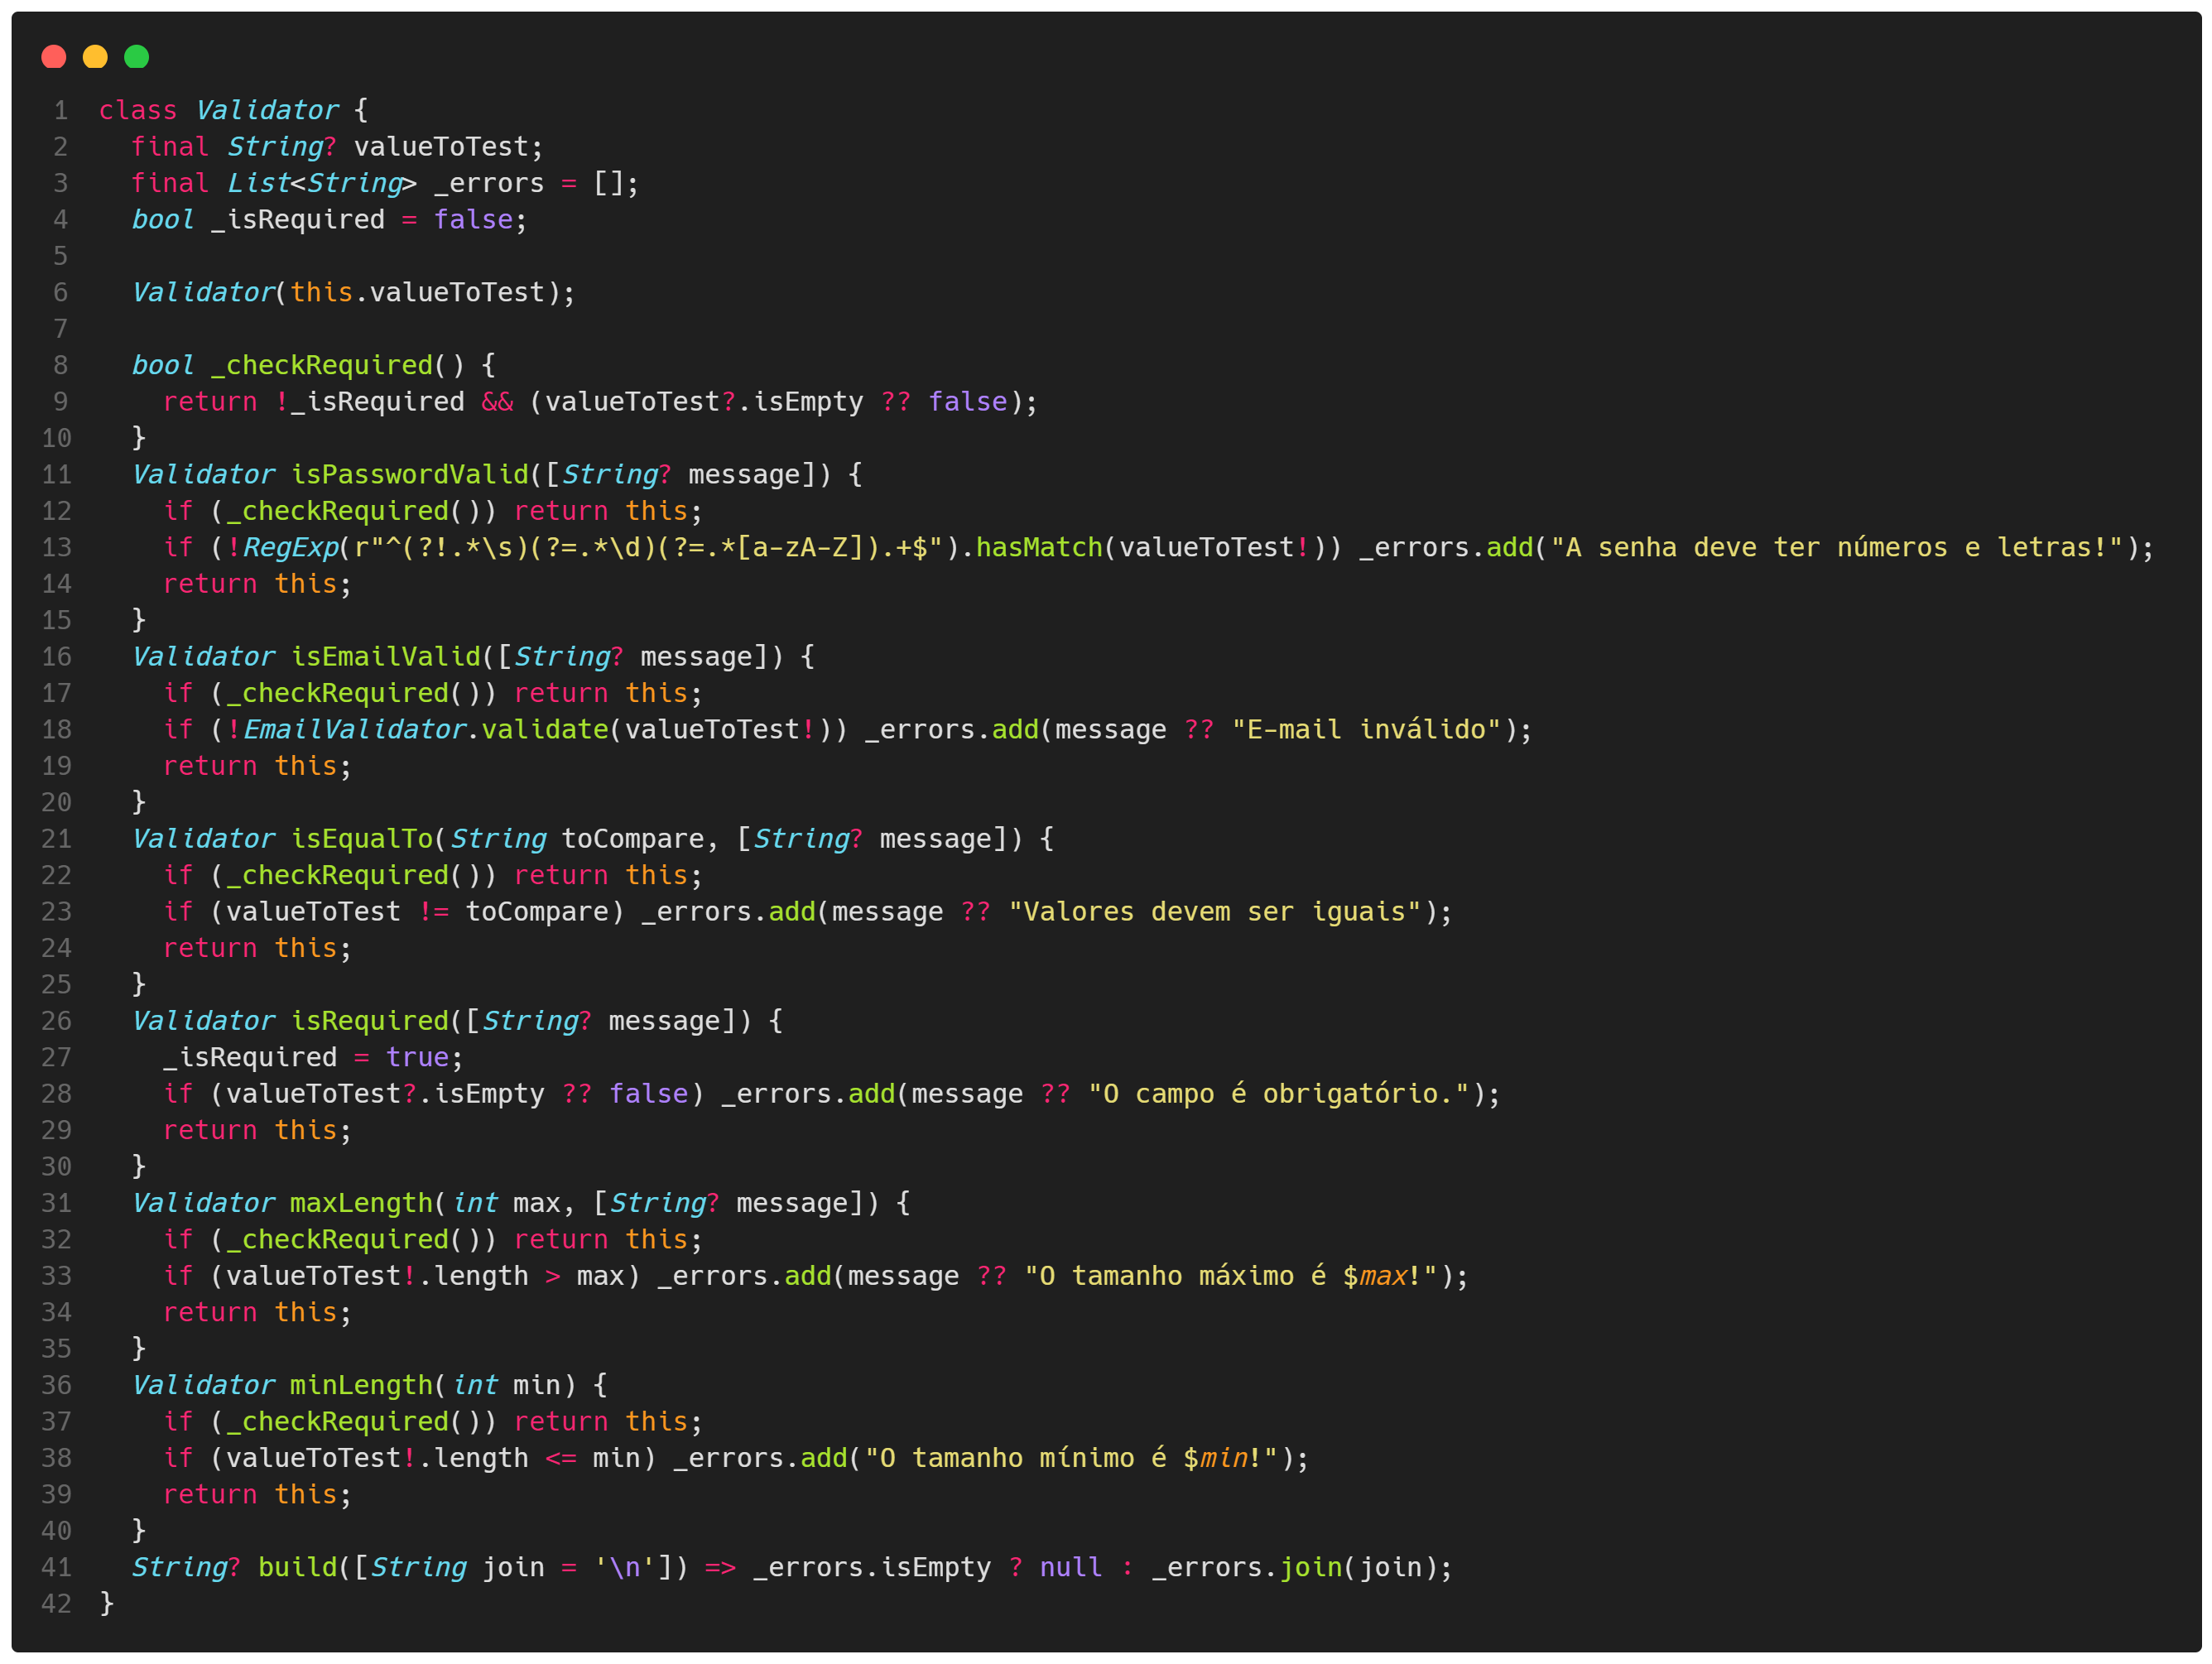 1 class Validator {
2   final String? valueToTest;
3   final List<String> _errors = [];
4   bool _isRequired = false;
5
6   Validator(this.valueToTest);
7
8   bool _checkRequired() {
9     return !_isRequired && (valueToTest?.isEmpty ?? false);
10   }
11   Validator isPasswordValid([String? message]) {
12     if (_checkRequired()) return this;
13     if (!RegExp(r"^(?!.*\s)(?=.*\d)(?=.*[a-zA-Z]).+$").hasMatch(valueToTest!)) _errors.add("A senha deve ter números e letras!");
14     return this;
15   }
16   Validator isEmailValid([String? message]) {
17     if (_checkRequired()) return this;
18     if (!EmailValidator.validate(valueToTest!)) _errors.add(message ?? "E-mail inválido");
19     return this;
20   }
21   Validator isEqualTo(String toCompare, [String? message]) {
22     if (_checkRequired()) return this;
23     if (valueToTest != toCompare) _errors.add(message ?? "Valores devem ser iguais");
24     return this;
25   }
26   Validator isRequired([String? message]) {
27     _isRequired = true;
28     if (valueToTest?.isEmpty ?? false) _errors.add(message ?? "O campo é obrigatório.");
29     return this;
30   }
31   Validator maxLength(int max, [String? message]) {
32     if (_checkRequired()) return this;
33     if (valueToTest!.length > max) _errors.add(message ?? "O tamanho máximo é $max!");
34     return this;
35   }
36   Validator minLength(int min) {
37     if (_checkRequired()) return this;
38     if (valueToTest!.length <= min) _errors.add("O tamanho mínimo é $min!");
39     return this;
40   }
41   String? build([String join = '\n']) => _errors.isEmpty ? null : _errors.join(join);
42 }